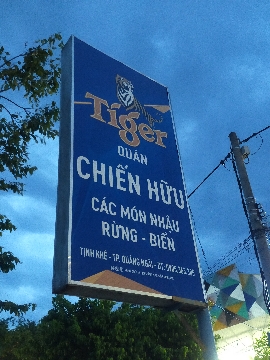 Tiger
QUÁN
CHIẾN HỮU
CÁC MÓN NHẬU
RỪNG - BIỂN
TỊNH KHÊ - TP. QUẢNG NGÃI